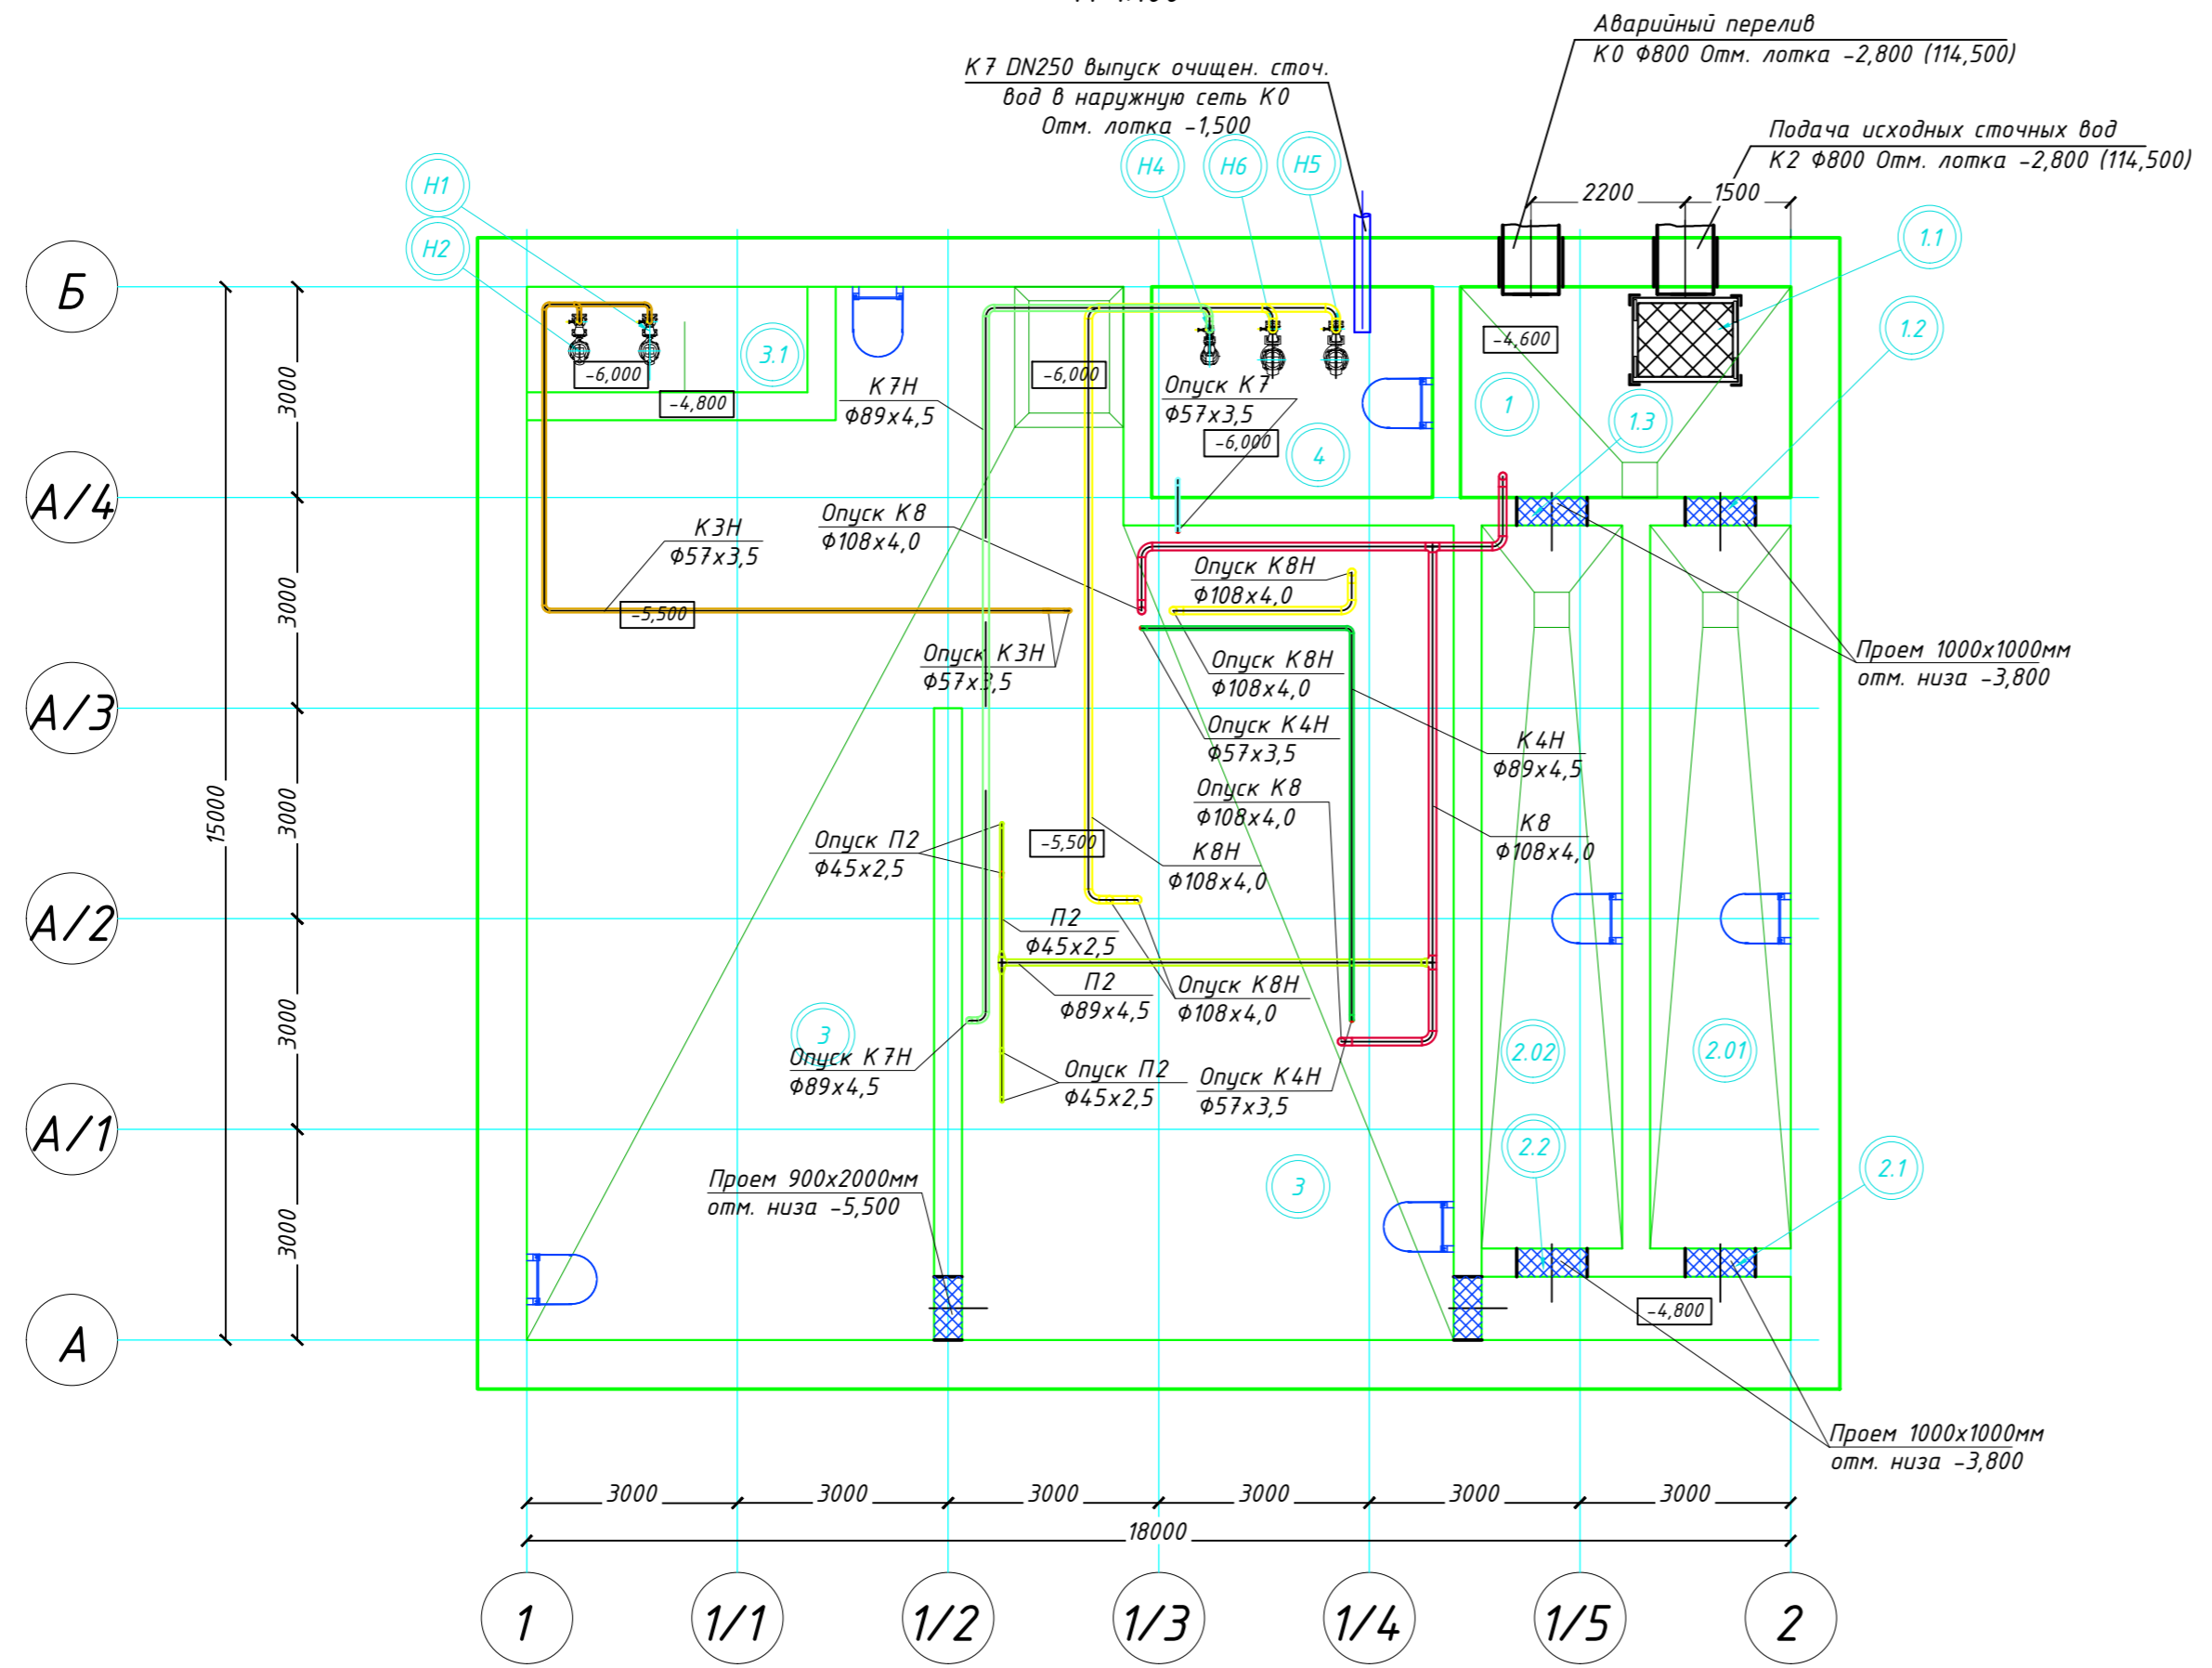 Аварийный перелив
К0 Ф800 Отм. лотка -2,800 (114,500)
К7 DN250 выпуск очищен. сточ.
вод в наружную сеть К0
Отм. лотка -1,500
Подача исходных сточных вод
К2 Ф800 Отм. лотка -2,800 (114,500)
2200
1500
Н1
Н2
Н4
Н6
Н5
1.1
1.2
Б
3.1
-6,000
-4,800
К7Н
Ф89х4,5
-6,000
Опуск К7
Ф57х3,5
-6,000
4
-4,600
1
1.3
3000
А/4
К3Н
Ф57х3,5
Опуск К8
Ф108х4,0
Опуск К8Н
Ф108х4,0
-5,500
3000
Опуск К3Н
Ф57х3,5
Опуск К8Н
Ф108х4,0
Проем 1000х1000мм
отм. низа -3,800
А/3
Опуск К4Н
Ф57х3,5
К4Н
Ф89х4,5
15000
3000
Опуск К8
Ф108х4,0
Опуск П2
Ф45х2,5
-5,500
К8Н
Ф108х4,0
К8
Ф108х4,0
А/2
П2
Ф45х2,5
П2
Ф89х4,5
Опуск К8Н
Ф108х4,0
3000
3
Опуск К7Н
Ф89х4,5
Опуск П2
Ф45х2,5
Опуск К4Н
Ф57х3,5
2.02
2.01
А/1
2.2
2.1
Проем 900х2000мм
отм. низа -5,500
3
3000
-4,800
А
Проем 1000х1000мм
отм. низа -3,800
3000
3000
3000
3000
3000
3000
18000
1
1/1
1/2
1/3
1/4
1/5
2